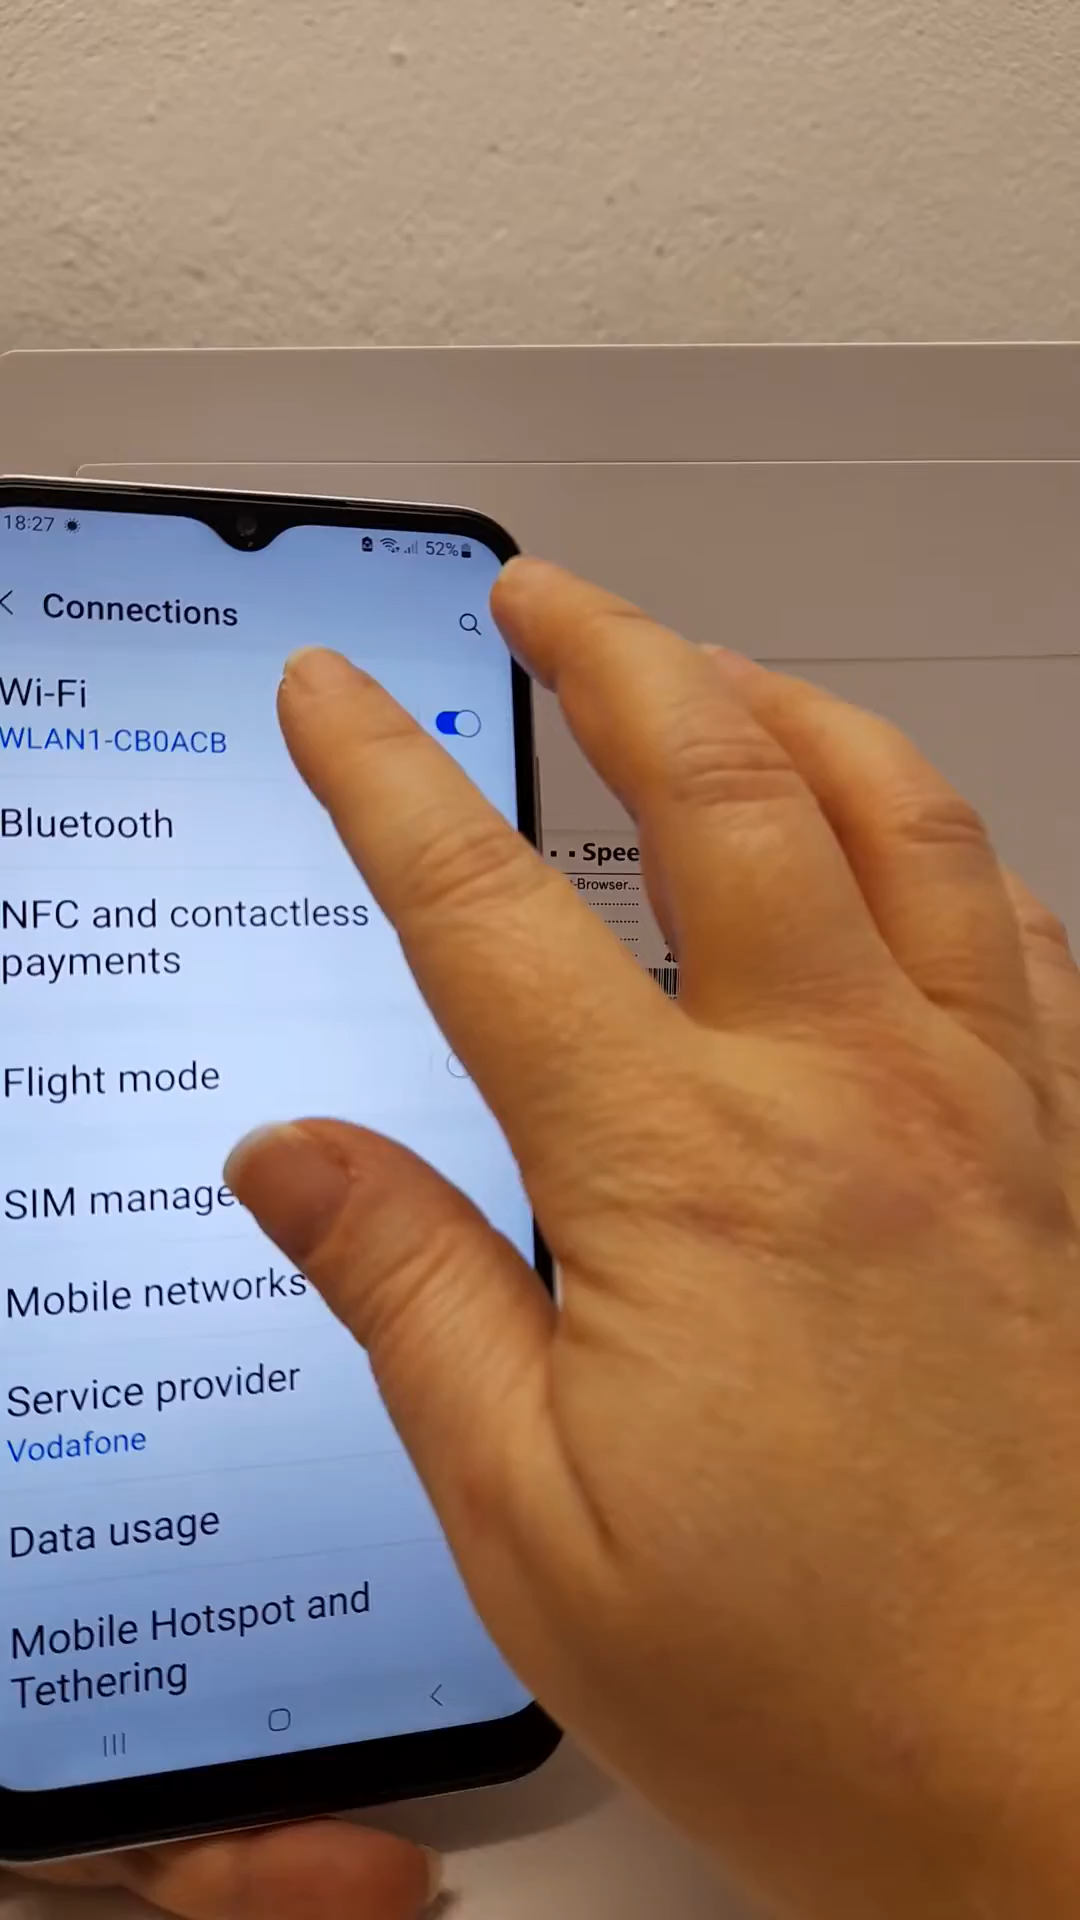 18:27
52%
Connections
Wi-Fi
WLAN1-CB0ACB
Bluetooth
NFC and contactless
payments
Flight mode
SIM manage
Mobile networks
Service provider
Vodafone
Data usage
Mobile Hotspot and
Tethering
Spee
-Browser...